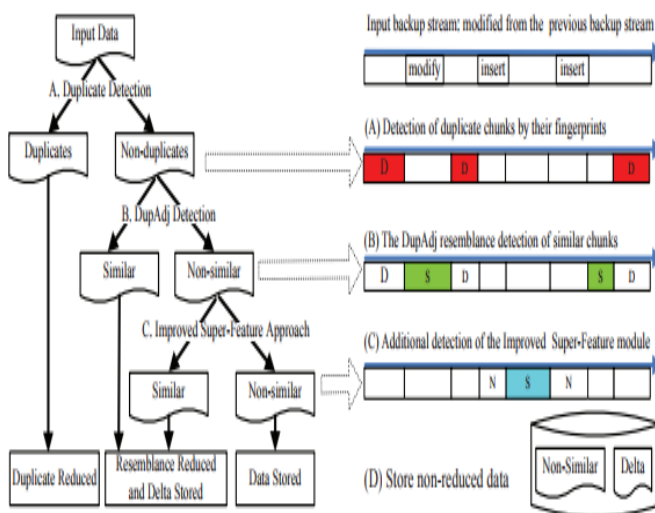 Input Data
A. Duplicate Detection
Duplicates
Non-duplicates
B. DupAdj Detection
Similar
Non-similar
C. Improved Super-Feature Approach
Similar
Non-similar
Duplicate Reduced
Resemblance Reduced
and Delta Stored
Data Stored
Input backup stream: modified from the previous backup stream
modify
insert
insert
(A) Detection of duplicate chunks by their fingerprints
D
D
D
(B) The DupAdj resemblance detection of similar chunks
D
S
D
S
D
(C) Additional detection of the Improved Super-Feature module
N
S
N
(D) Store non-reduced data
Non-Similar
Delta